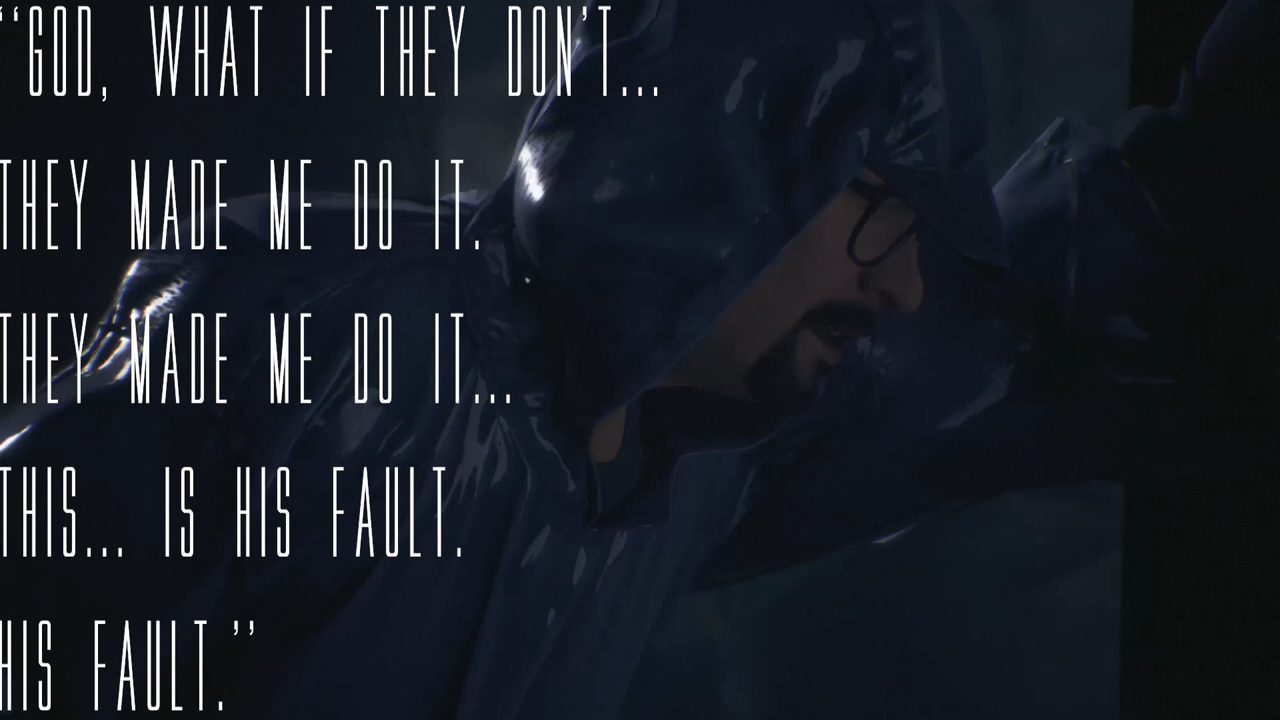 “GOD, WHAT IF THEY DON’T...
THEY MADE ME DO IT.
THEY MADE ME DO IT...
THIS... IS HIS FAULT.
HIS FAULT.”